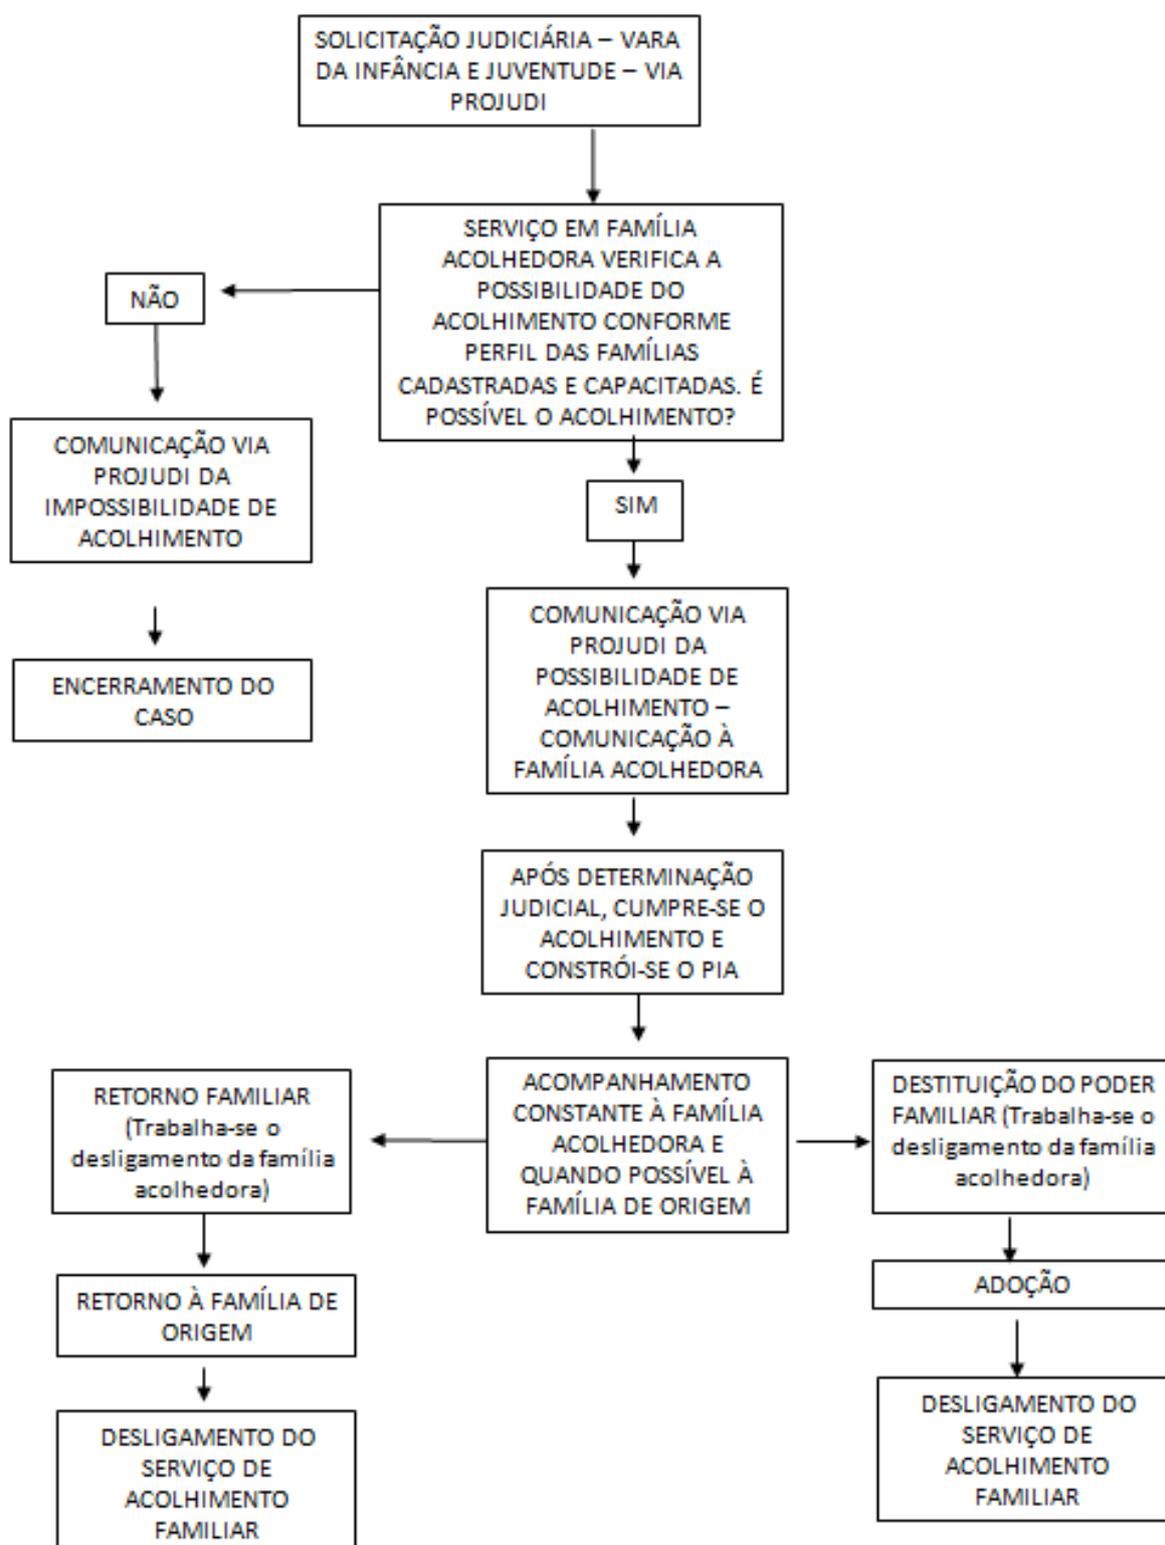 SOLICITAÇÃO JUDICIÁRIA – VARA
DA INFÂNCIA E JUVENTUDE – VIA
PROJUDI
SERVIÇO EM FAMÍLIA
ACOLHEDORA VERIFICA A
POSSIBILIDADE DO
ACOLHIMENTO CONFORME
PERFIL DAS FAMÍLIAS
CADASTRADAS E CAPACITADAS. É
POSSÍVEL O ACOLHIMENTO?
NÃO
COMUNICAÇÃO VIA
PROJUDI DA
IMPOSSIBILIDADE DE
ACOLHIMENTO
ENCERRAMENTO DO
CASO
SIM
COMUNICAÇÃO VIA
PROJUDI DA
POSSIBILIDADE DE
ACOLHIMENTO –
COMUNICAÇÃO À
FAMÍLIA ACOLHEDORA
APÓS DETERMINAÇÃO
JUDICIAL, CUMPRE-SE O
ACOLHIMENTO E
CONSTRÓI-SE O PIA
ACOMPANHAMENTO
CONSTANTE À FAMÍLIA
ACOLHEDORA E
QUANDO POSSÍVEL À
FAMÍLIA DE ORIGEM
RETORNO FAMILIAR
(Trabalha-se o
desligamento da família
acolhedora)
RETORNO À FAMÍLIA DE
ORIGEM
DESLIGAMENTO DO
SERVIÇO DE
ACOLHIMENTO
FAMILIAR
DESTITUIÇÃO DO PODER
FAMILIAR (Trabalha-se o
desligamento da família
acolhedora)
ADOÇÃO
DESLIGAMENTO DO
SERVIÇO DE
ACOLHIMENTO
FAMILIAR